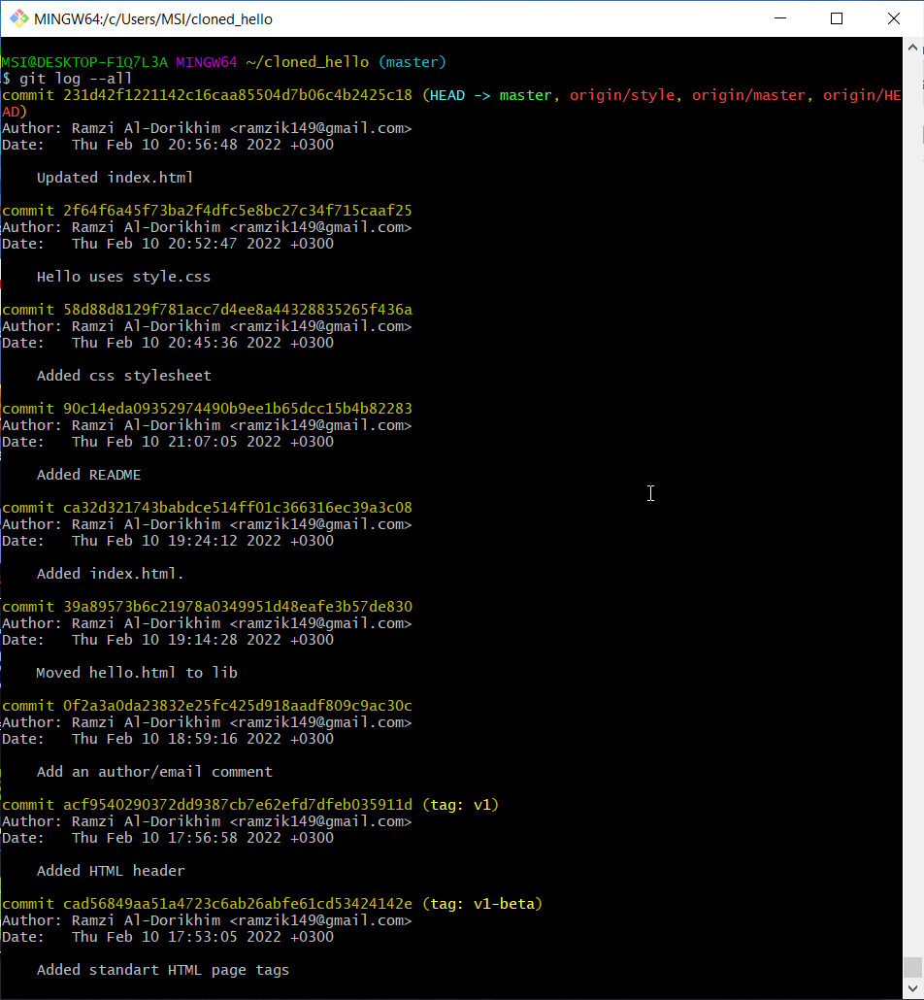 MINGW64:/c/Users/MSI/cloned_hello
MSI@DESKTOP-F1Q7L3A MINGW64 ~/cloned_hello (master)
$ git log --all
commit 231d42f1221142c16caa85504d7b06c4b2425c18 (HEAD -> master, origin/style, origin/master, origin/HE
AD)
Author: Ramzi Al-Dorikhim <ramzik149@gmail.com>
Date:   Thu Feb 10 20:56:48 2022 +0300
    Updated index.html
commit 2f64f6a45f73ba2f4dfc5e8bc27c34f715caaf25
Author: Ramzi Al-Dorikhim <ramzik149@gmail.com>
Date:   Thu Feb 10 20:52:47 2022 +0300
    Hello uses style.css
commit 58d88d8129f781acc7d4ee8a44328835265f436a
Author: Ramzi Al-Dorikhim <ramzik149@gmail.com>
Date:   Thu Feb 10 20:45:36 2022 +0300
    Added css stylesheet
commit 90c14eda09352974490b9ee1b65dcc15b4b82283
Author: Ramzi Al-Dorikhim <ramzik149@gmail.com>
Date:   Thu Feb 10 21:07:05 2022 +0300
    Added README
commit ca32d321743babdce514ff01c366316ec39a3c08
Author: Ramzi Al-Dorikhim <ramzik149@gmail.com>
Date:   Thu Feb 10 19:24:12 2022 +0300
    Added index.html.
commit 39a89573b6c21978a0349951d48eafe3b57de830
Author: Ramzi Al-Dorikhim <ramzik149@gmail.com>
Date:   Thu Feb 10 19:14:28 2022 +0300
    Moved hello.html to lib
commit 0f2a3a0da23832e25fc425d918aadf809c9ac30c
Author: Ramzi Al-Dorikhim <ramzik149@gmail.com>
Date:   Thu Feb 10 18:59:16 2022 +0300
    Add an author/email comment
commit acf9540290372dd9387cb7e62efd7dfeb035911d (tag: v1)
Author: Ramzi Al-Dorikhim <ramzik149@gmail.com>
Date:   Thu Feb 10 17:56:58 2022 +0300
    Added HTML header
commit cad56849aa51a4723c6ab26abfe61cd53424142e (tag: v1-beta)
Author: Ramzi Al-Dorikhim <ramzik149@gmail.com>
Date:   Thu Feb 10 17:53:05 2022 +0300
    Added standart HTML page tags